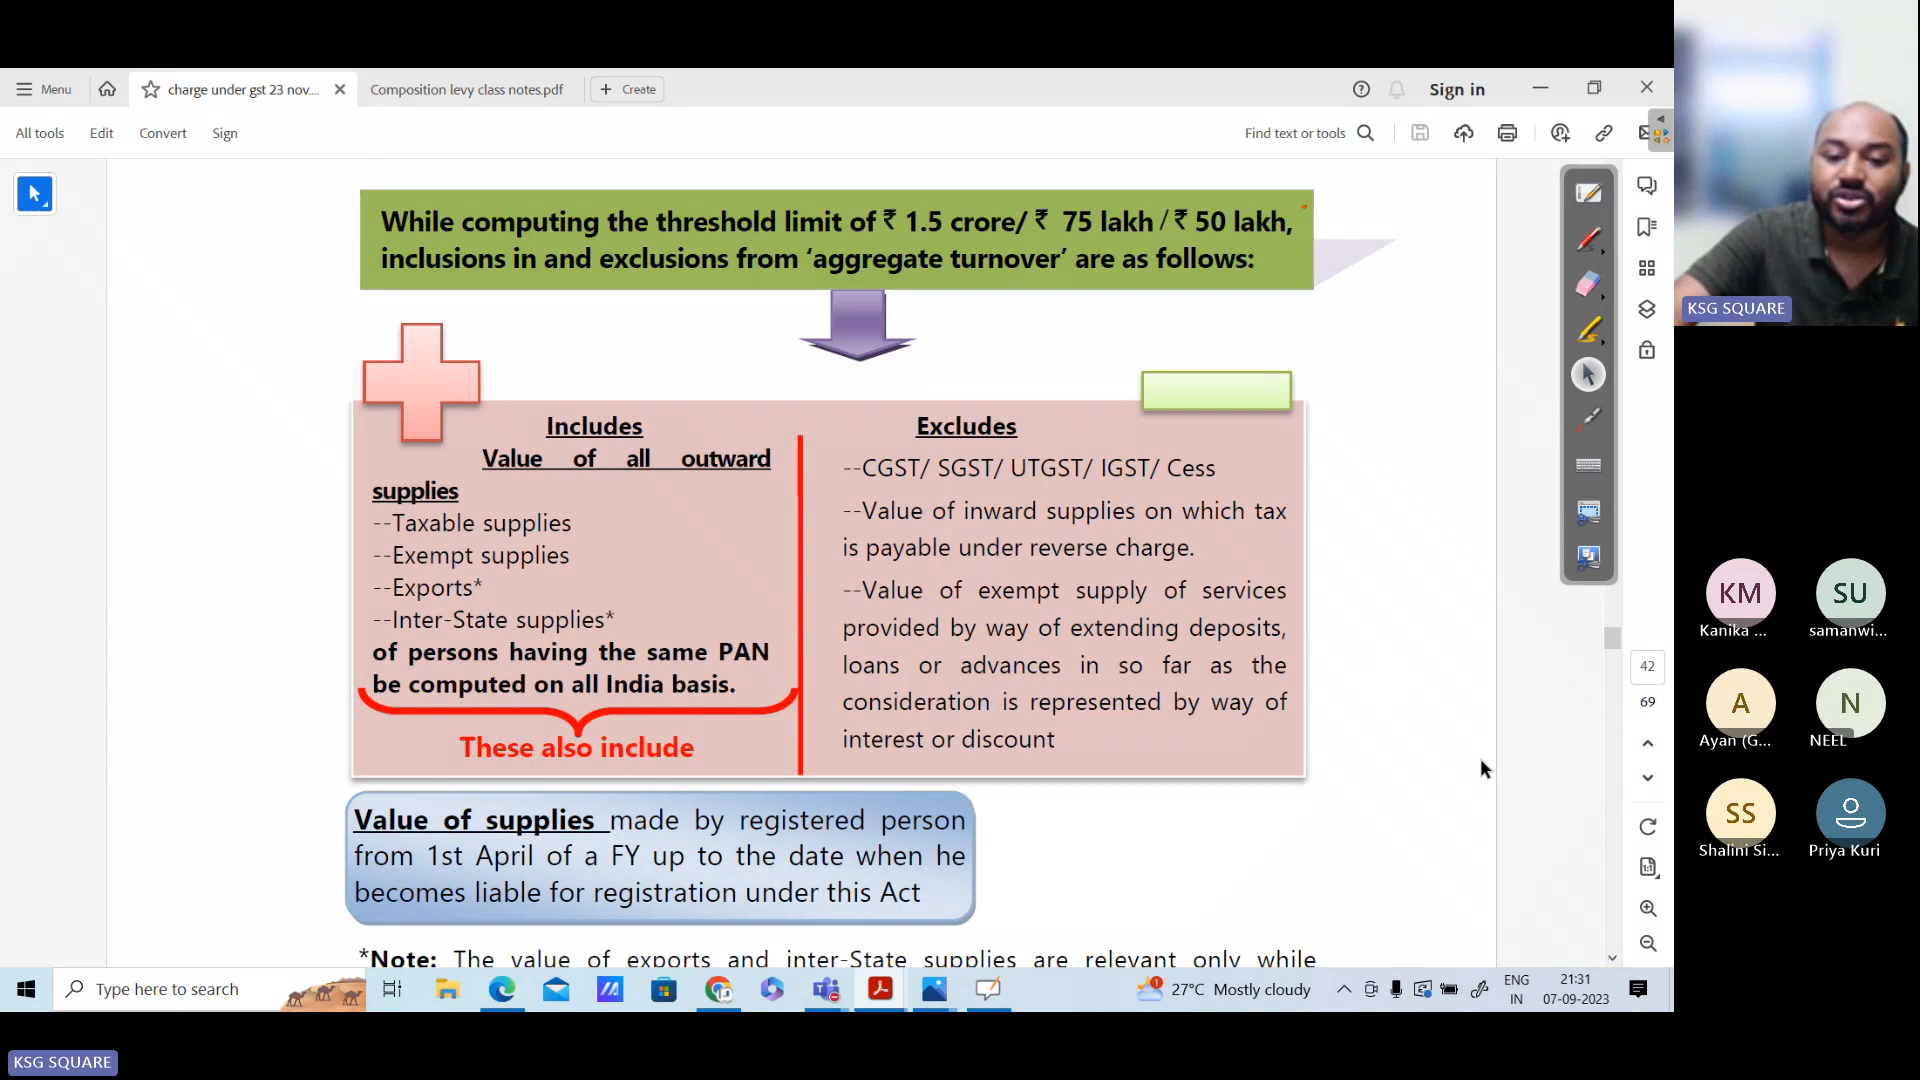 Menu
charge under gst 23 nov....
Composition levy class notes.pdf
Create
Sign in
All tools
Edit
Convert
Sign
Find text or tools
While computing the threshold limit of ₹ 1.5 crore/ ₹ 75 lakh / ₹ 50 lakh,
inclusions in and exclusions from ‘aggregate turnover’ are as follows:
Includes
Value of all outward
supplies
--Taxable supplies
--Exempt supplies
--Exports*
--Inter-State supplies*
of persons having the same PAN
be computed on all India basis.
These also include
Excludes
--CGST/ SGST/ UTGST/ IGST/ Cess
--Value of inward supplies on which tax
is payable under reverse charge.
--Value of exempt supply of services
provided by way of extending deposits,
loans or advances in so far as the
consideration is represented by way of
interest or discount
Value of supplies made by registered person
from 1st April of a FY up to the date when he
becomes liable for registration under this Act
*Note: The value of exports and inter-State supplies are relevant only while
42
69
1:1
Type here to search
1
27°C Mostly cloudy
ENG
IN
21:31
07-09-2023
KSG SQUARE
KM
Kanika ...
SU
samanwi...
A
Ayan (G...
N
NEEL
SS
Shalini Si...
Priya Kuri
KSG SQUARE